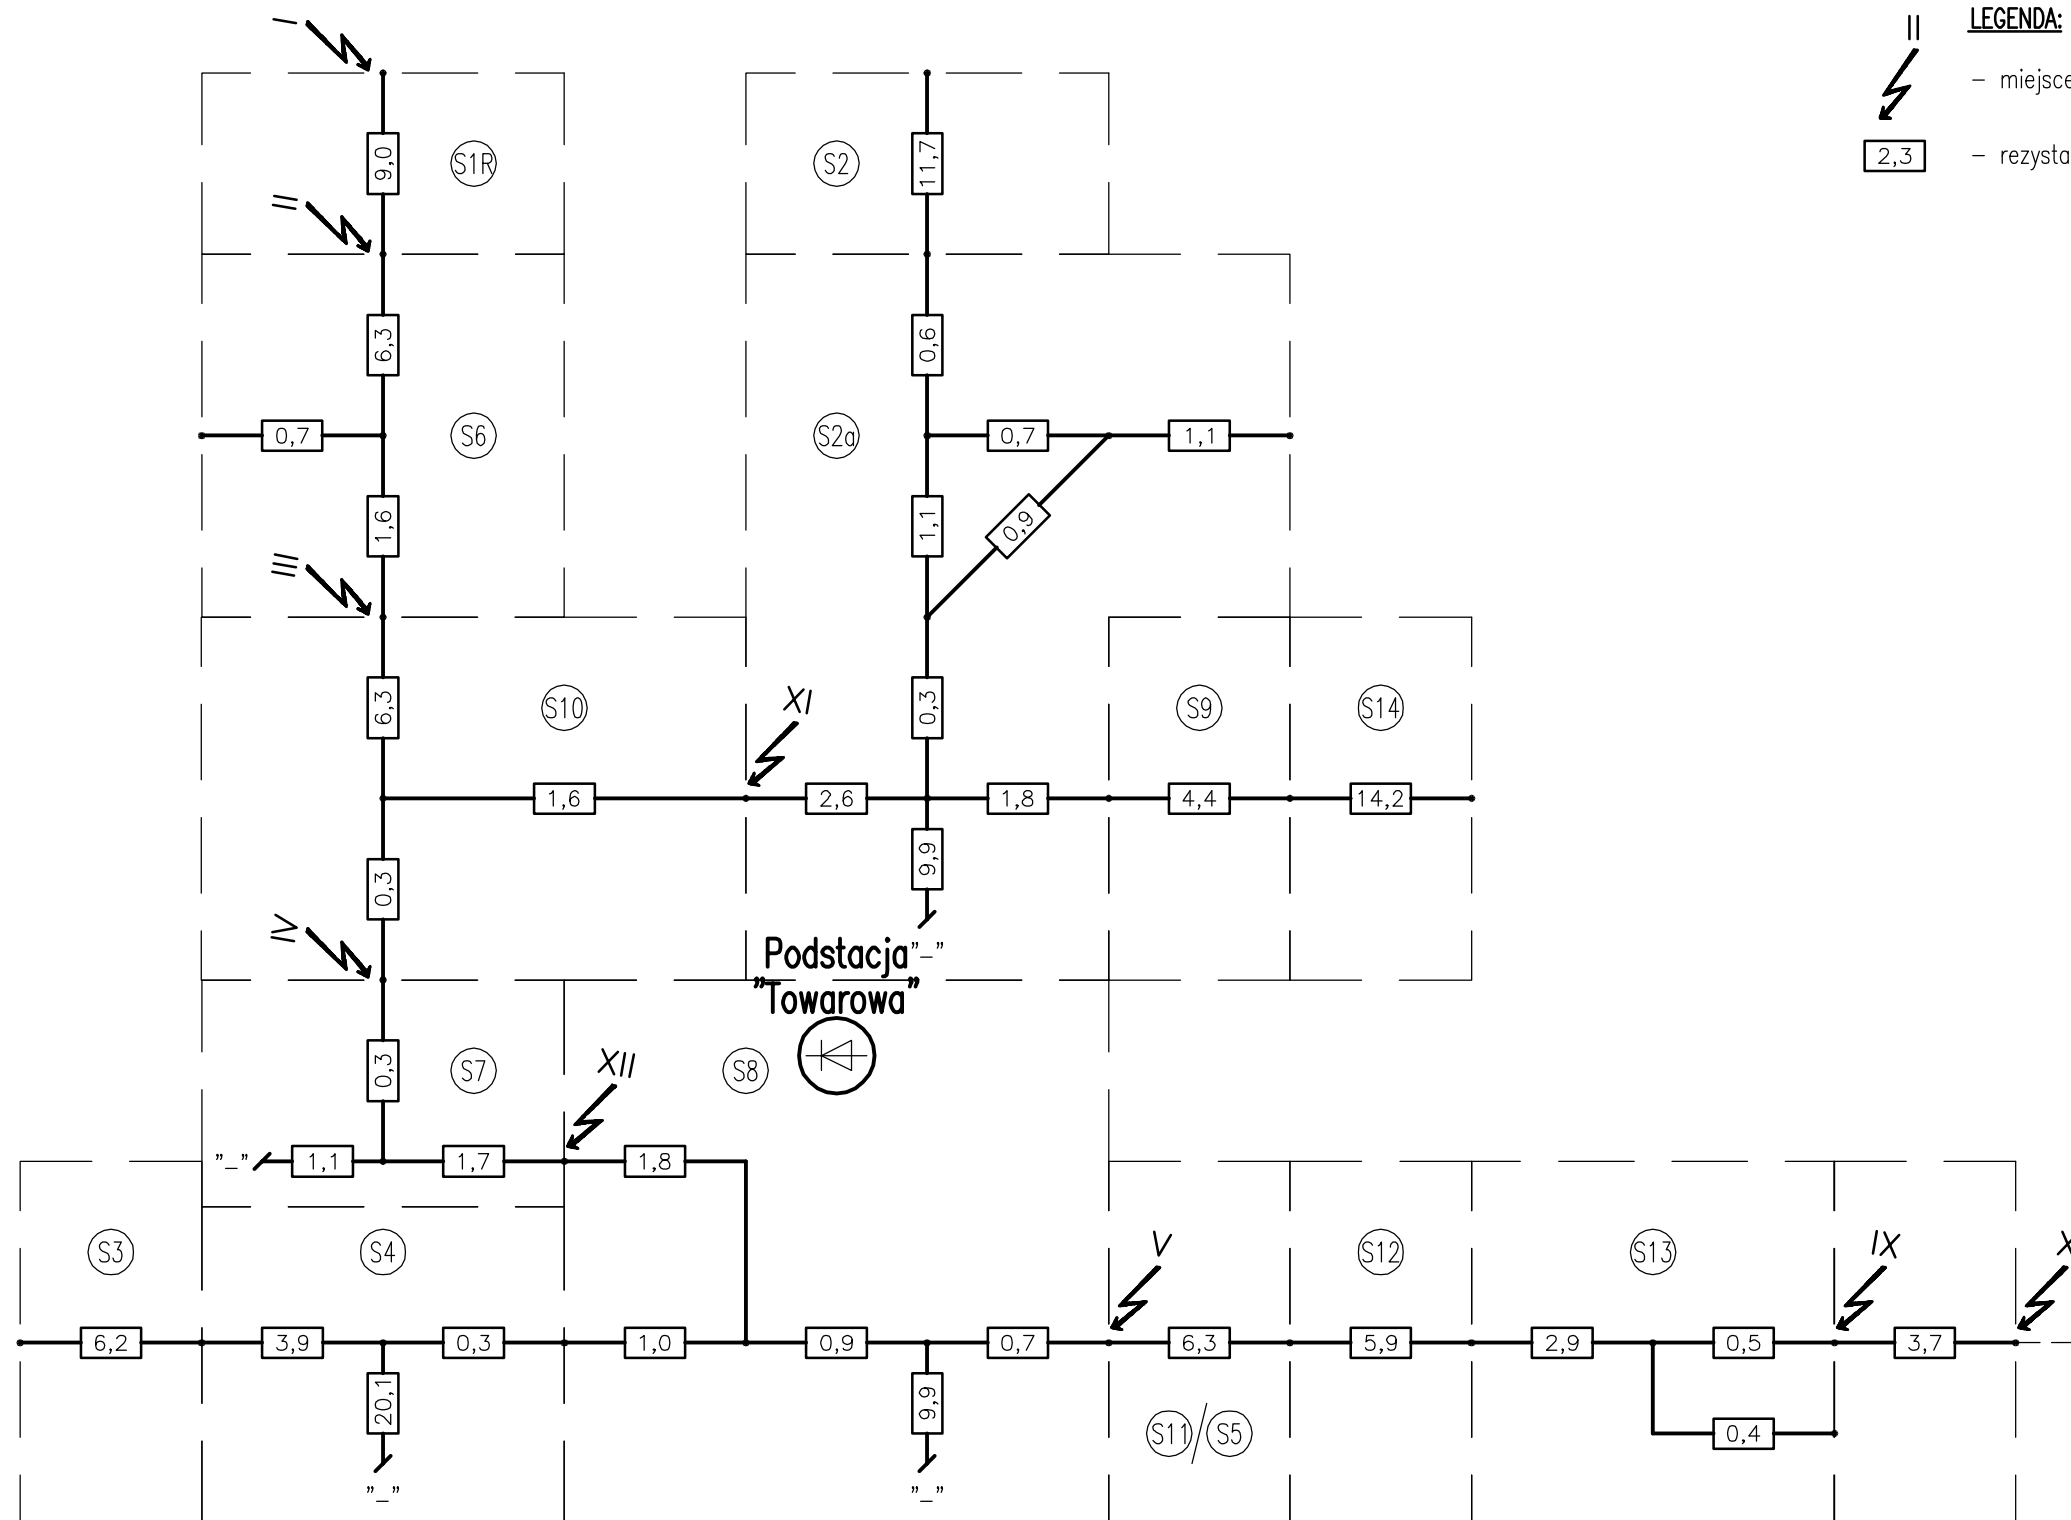 I
II
LEGENDA:
- miejsce
9,0
S1R
S2
11,7
2,3
- rezysta
II
6,3
0,6
0,7
S6
S2a
0,7
1,1
1,6
1,1
0,9
III
6,3
S10
XI
0,3
S9
S14
1,6
2,6
1,8
4,4
14,2
0,3
9,9
IV
Podstacja
"-"
"Towarowa"
0,3
S7
XII
S8
"-"
1,1
1,7
1,8
S3
S4
V
S12
S13
IX
X
6,2
3,9
0,3
1,0
0,9
0,7
6,3
5,9
2,9
0,5
3,7
20,1
9,9
S11/S5
0,4
"-"
"-"